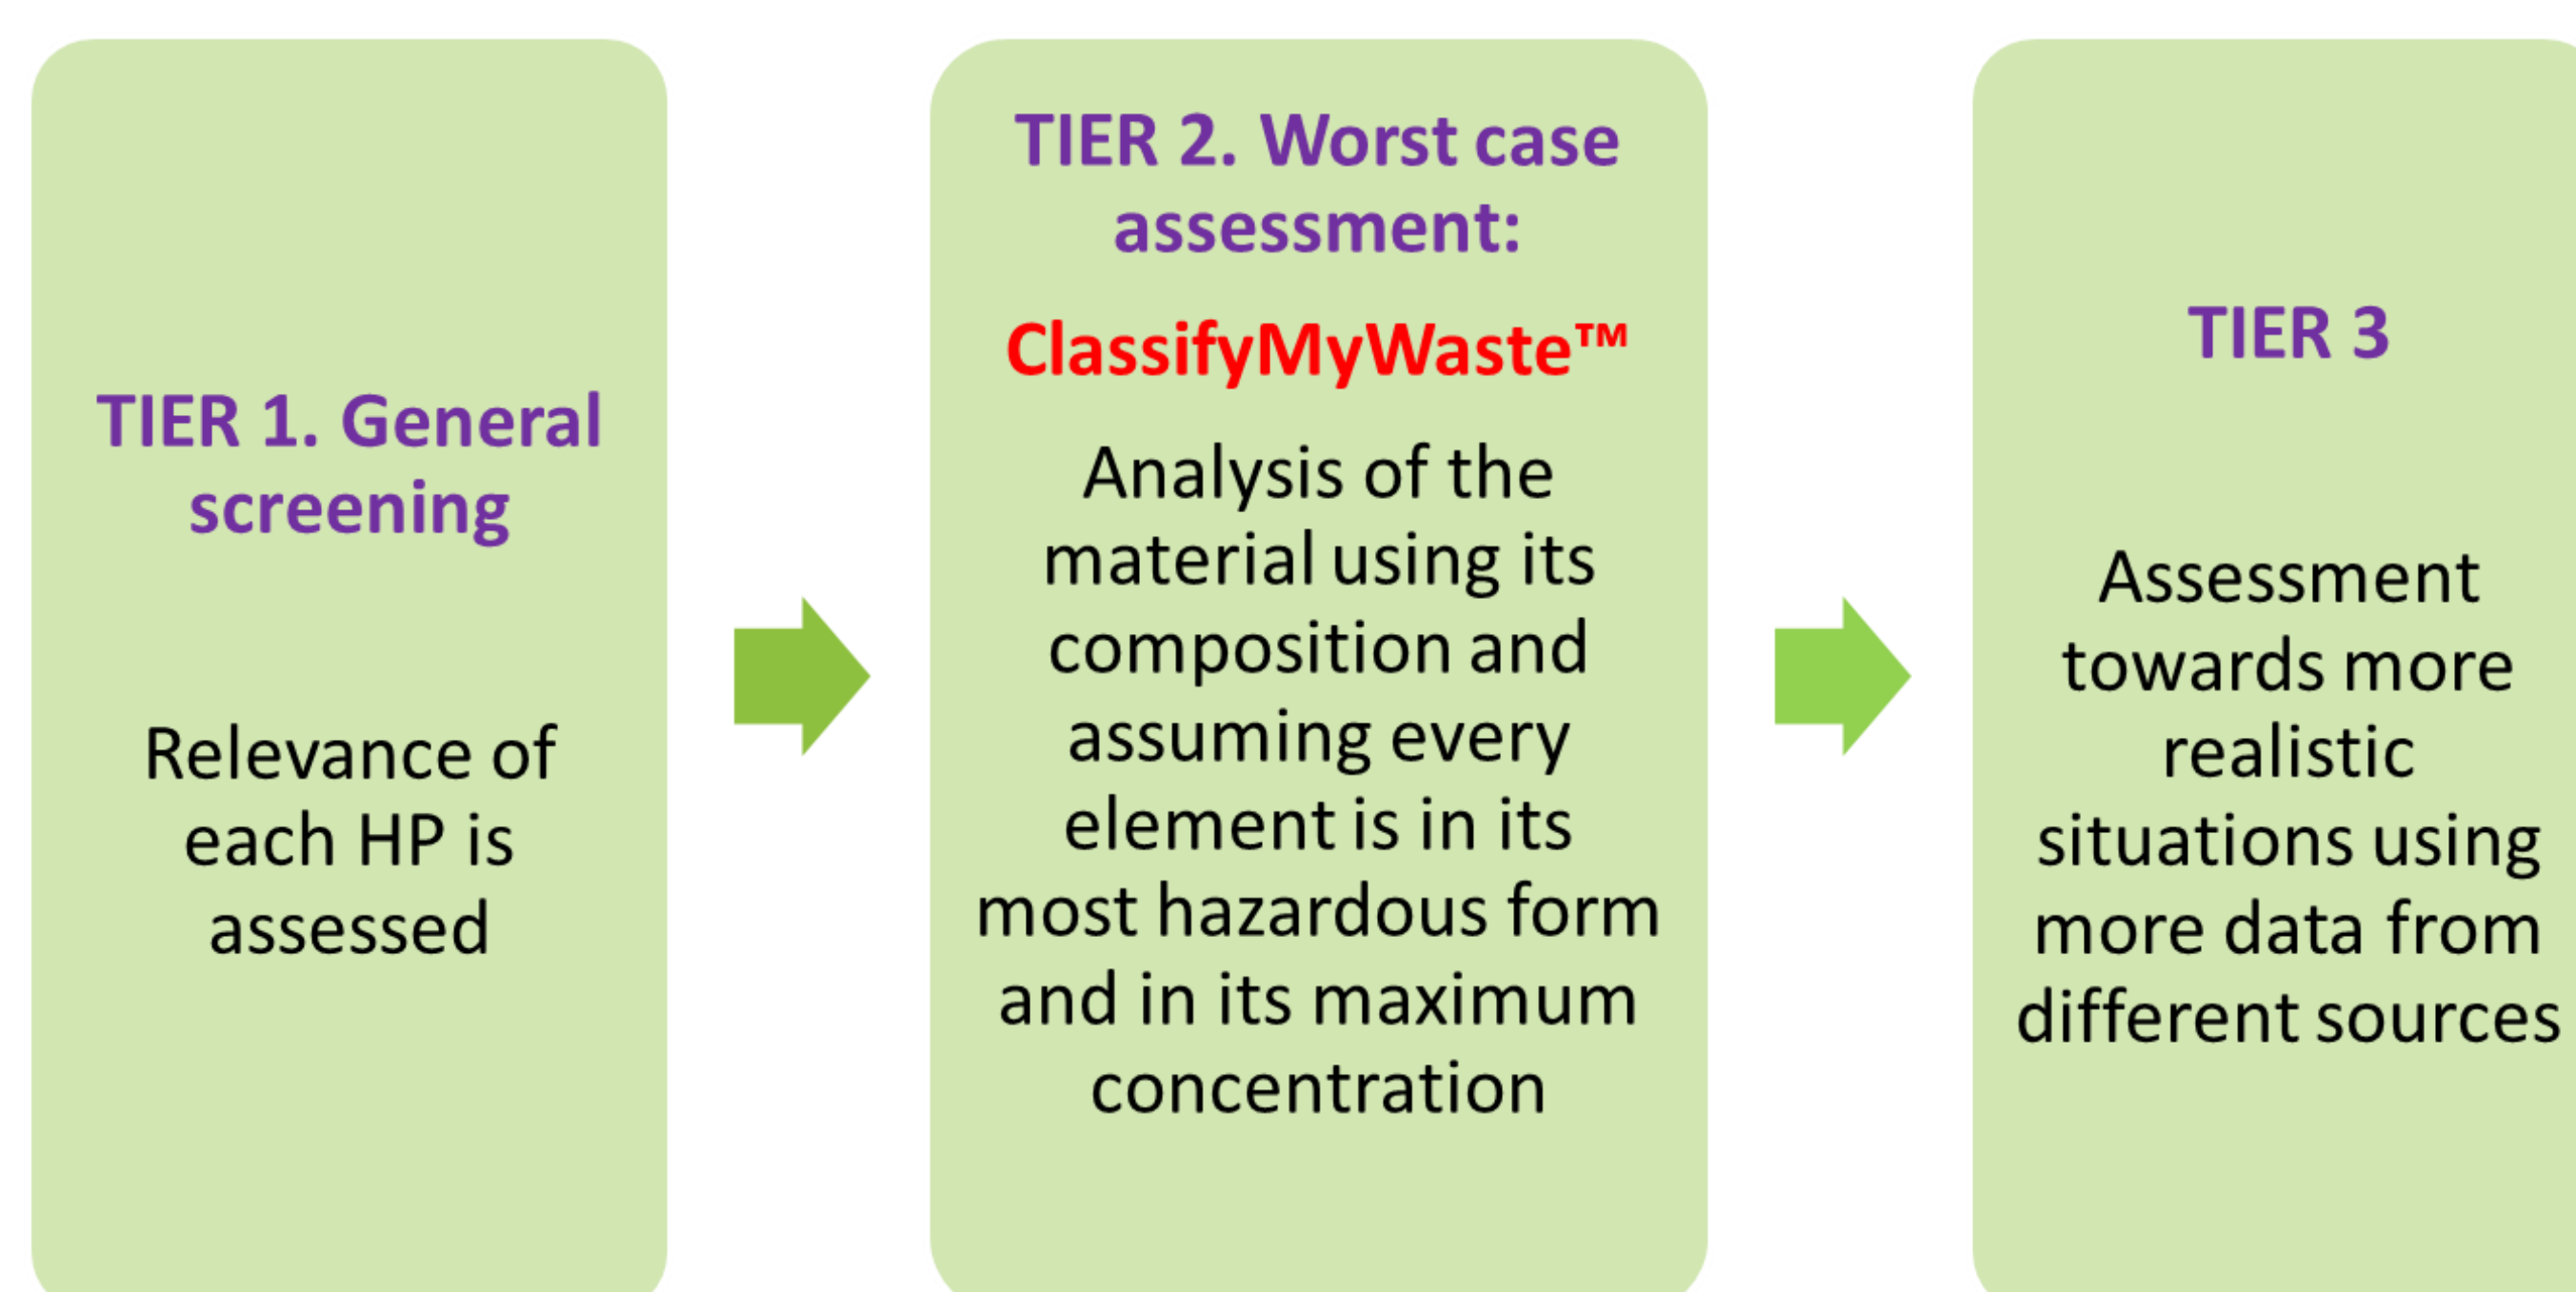 TIER 1. General
screening
Relevance of
each HP is
assessed
TIER 2. Worst case
assessment:
ClassifyMyWaste™
Analysis of the
material using its
composition and
assuming every
element is in its
most hazardous form
and in its maximum
concentration
TIER 3
Assessment
towards more
realistic
situations using
more data from
different sources